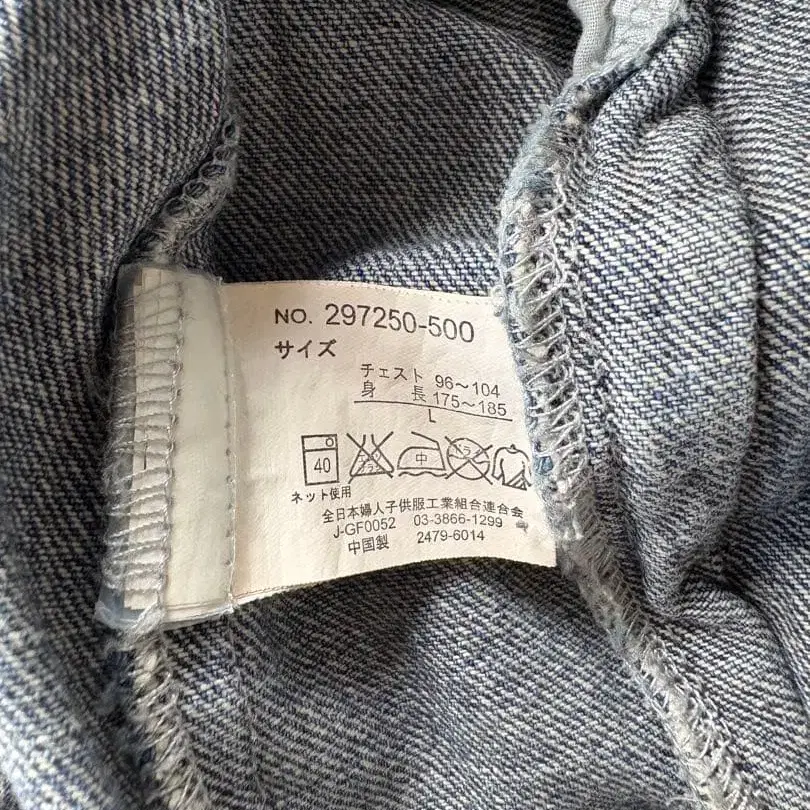 NO. 297250-500
サイズ
チェスト 96〜104
身長 175〜185
L
40 中
ネット使用
全日本婦人子供服工業組合連合会
J-GF0052 03-3866-1299
中国製 2479-6014